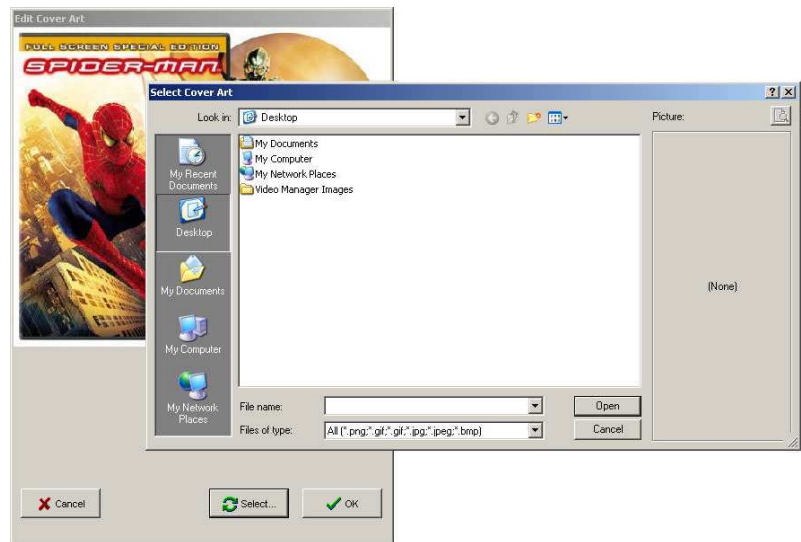 Edit Cover Art
FULL SCREEN SPECIAL EDITION
SPIDER-MAN
Select Cover Art
Look in:
Desktop
Picture:
My Recent
Documents
Desktop
My Documents
My Computer
My Network
Places
My Documents
My Computer
My Network Places
Video Manager Images
(None)
File name:
Open
Files of type:
All (*.png;*.gif;*.gif;*.jpg;*.jpeg;*.bmp)
Cancel
Cancel
Select...
OK